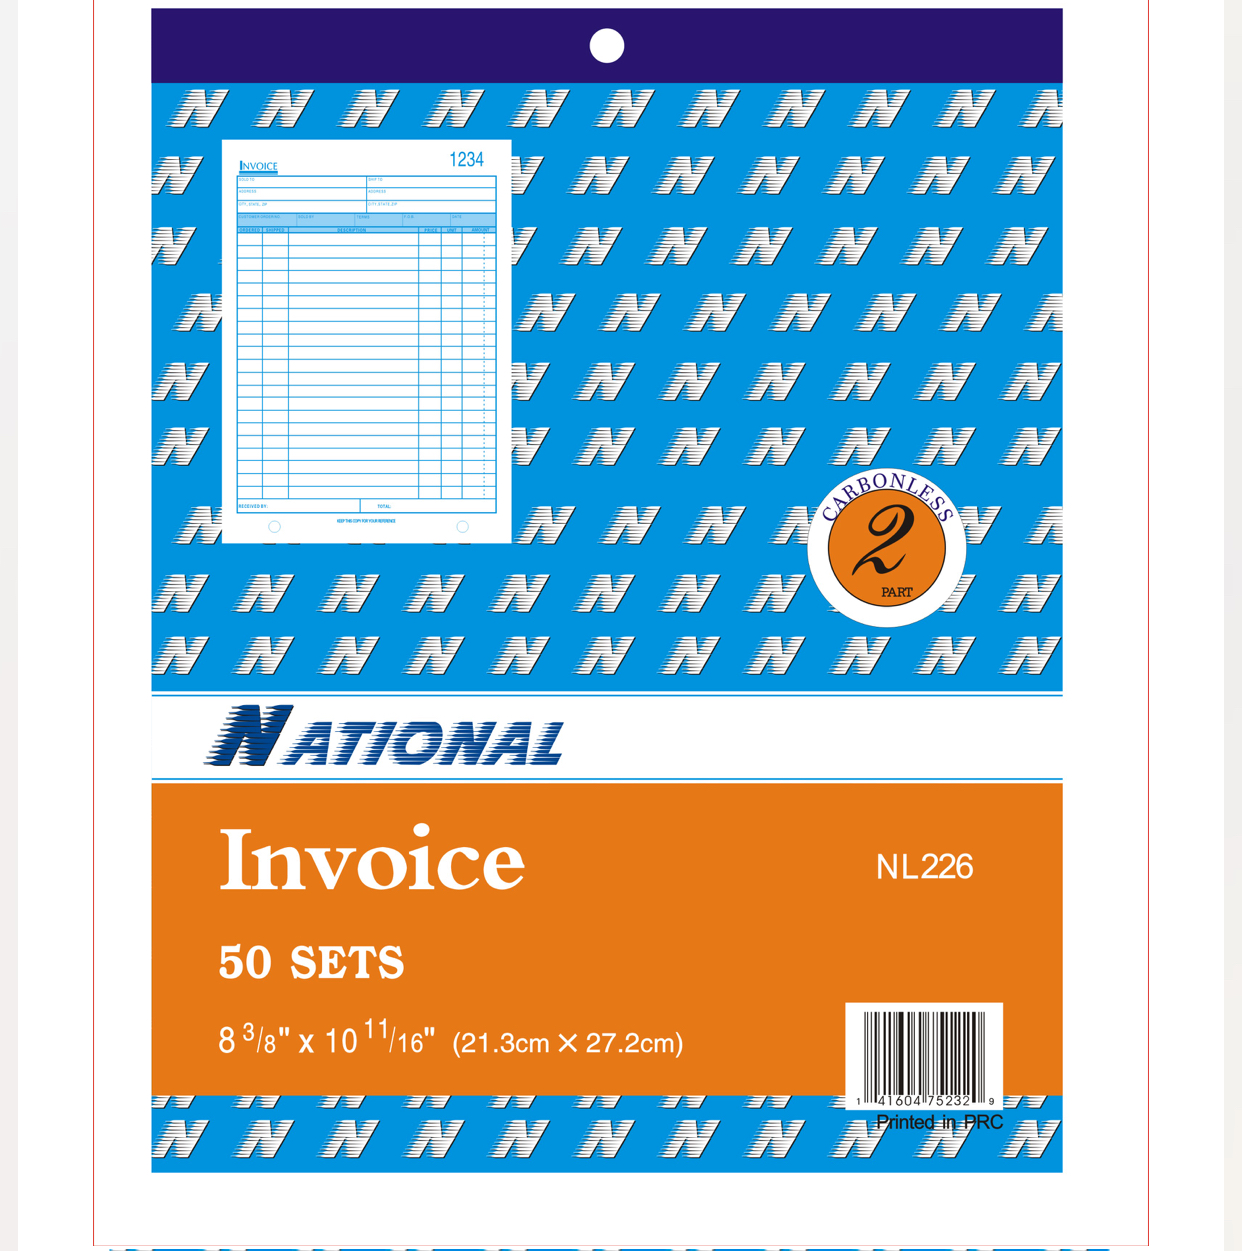 INVOICE
1234
SOLD TO
SHIP TO
ADDRESS
ADDRESS
CITY, STATE, ZIP
CITY, STATE, ZIP
CUSTOMER ORDER NO. SOLD BY TERMS F.O.B. DATE
ORDERED SHIPPED DESCRIPTION PRICE UNIT AMOUNT
RECEIVED BY: TOTAL
KEEP THIS COPY FOR YOUR REFERENCE
CARBONLESS
2
PART
NATIONAL
Invoice
NL226
50 SETS
8 3/8" x 10 11/16" (21.3cm × 27.2cm)
1 41604 75232 9
Printed in PRC